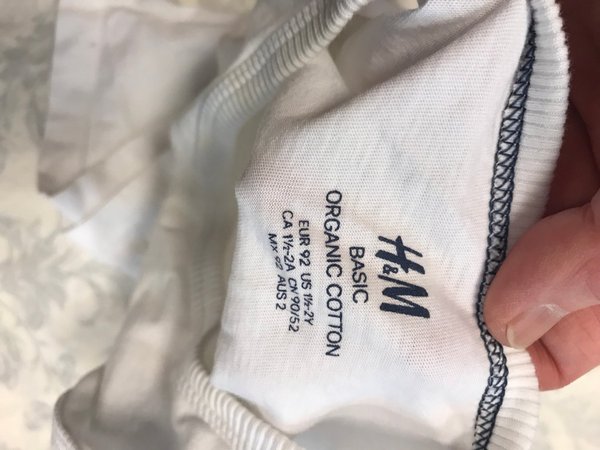 H&M
BASIC
ORGANIC COTTON
EUR 92 US 1½-2Y
CA 1½-2A CN 90/52
MX 92 AUS 2